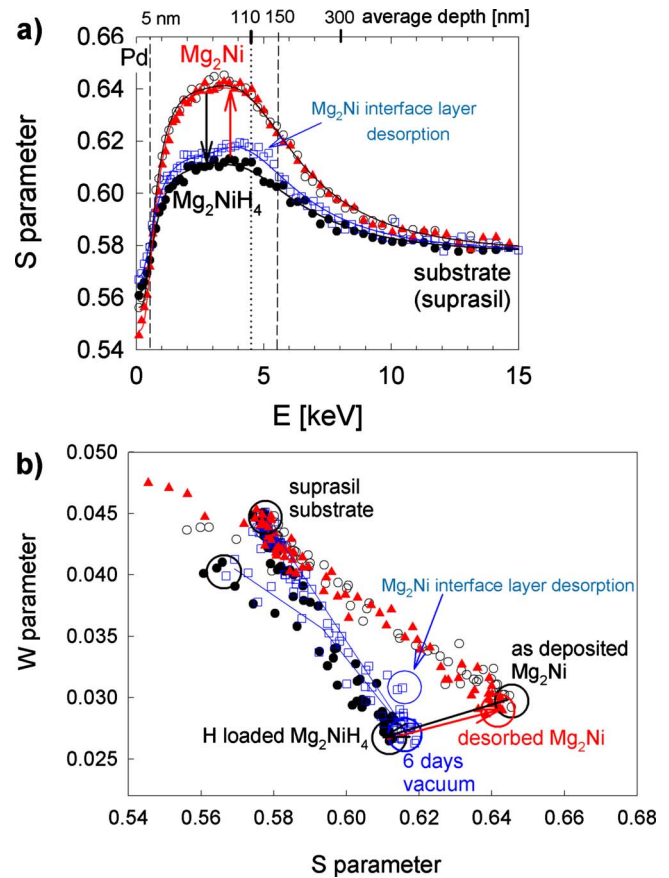 5 nm 110 150 300 average depth [nm]
a)
0.66
0.64
0.62
0.60
0.58
0.56
0.54
S parameter
Pd
Mg₂Ni
Mg₂Ni interface layer
desorption
Mg₂NiH₄
substrate
(suprasil)
0 5 10 15
E [keV]
b)
0.050
0.045
0.040
0.035
0.030
0.025
W parameter
suprasil
substrate
Mg₂Ni interface layer desorption
as deposited
Mg₂Ni
H loaded Mg₂NiH₄
desorbed Mg₂Ni
6 days
vacuum
0.54 0.56 0.58 0.60 0.62 0.64 0.66 0.68
S parameter